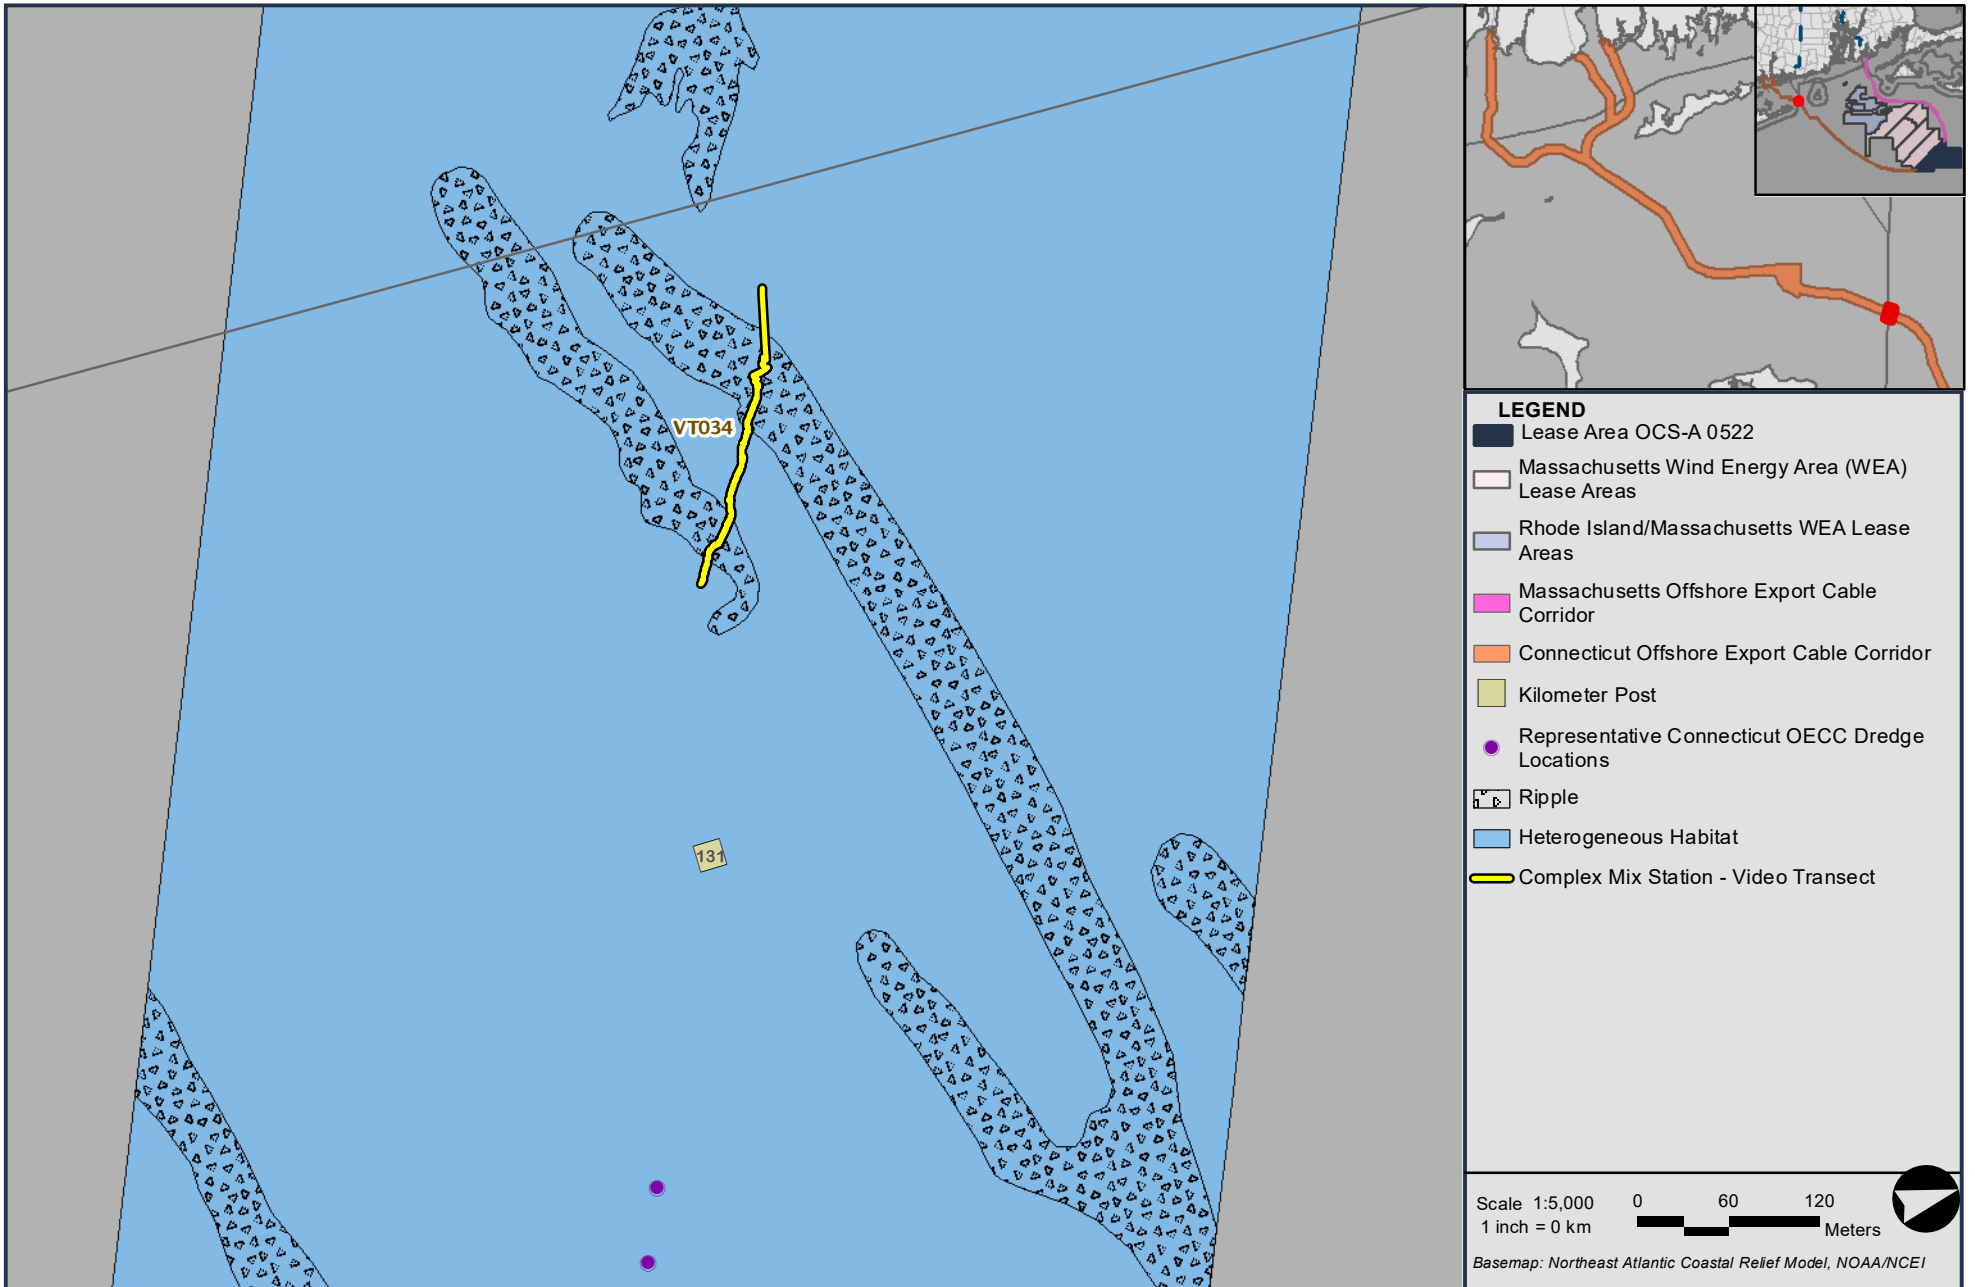 VT034
131
LEGEND
Lease Area OCS-A 0522
Massachusetts Wind Energy Area (WEA)
Lease Areas
Rhode Island/Massachusetts WEA Lease
Areas
Massachusetts Offshore Export Cable
Corridor
Connecticut Offshore Export Cable Corridor
Kilometer Post
Representative Connecticut OECC Dredge
Locations
Ripple
Heterogeneous Habitat
Complex Mix Station - Video Transect
Scale 1:5,000
1 inch = 0 km
0 60 120
Meters
Basemap: Northeast Atlantic Coastal Relief Model, NOAA/NCEI